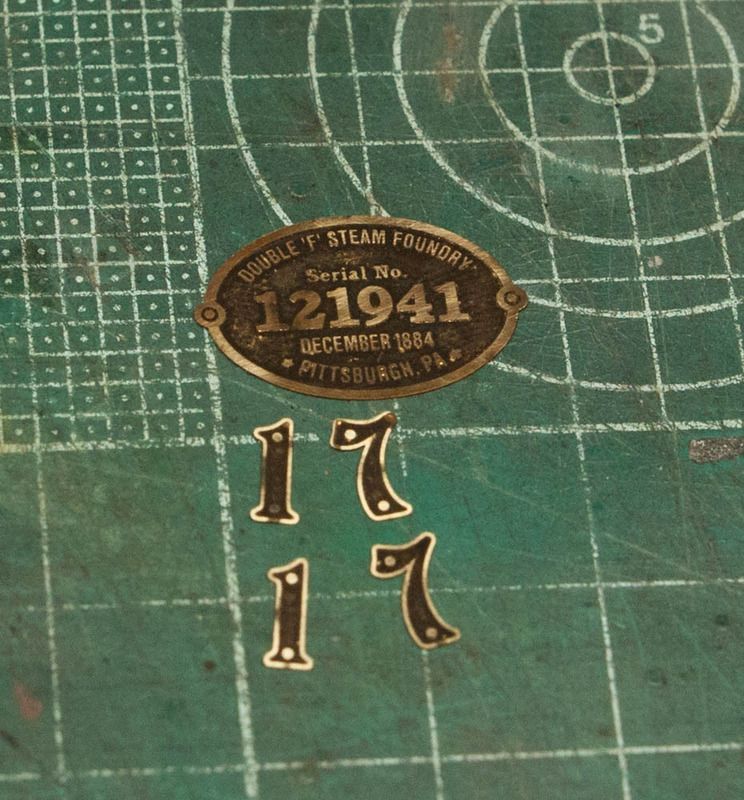 5
DOUBLE 'F' STEAM FOUNDRY
Serial No.
121941
DECEMBER 1884
PITTSBURGH, PA
17
17